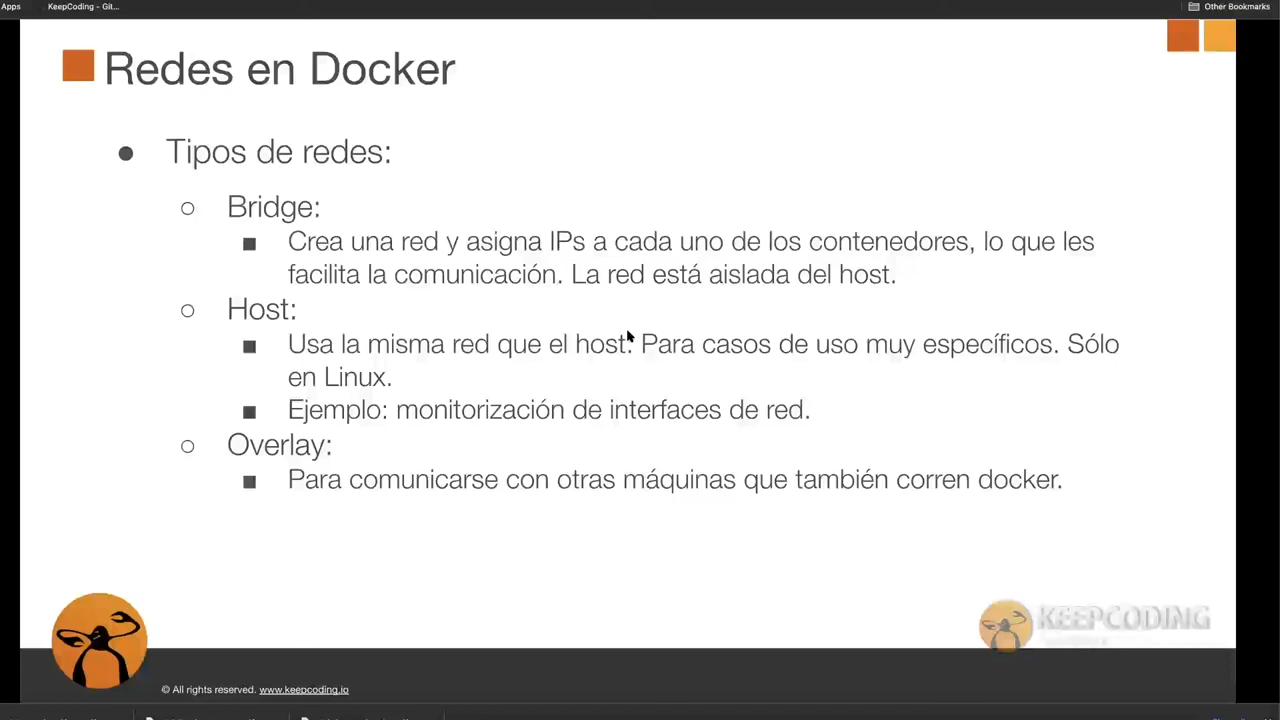 Apps
KeepCoding - Git...
Other Bookmarks
Redes en Docker
● Tipos de redes:
○ Bridge:
■ Crea una red y asigna IPs a cada uno de los contenedores, lo que les
facilita la comunicación. La red está aislada del host.
○ Host:
■ Usa la misma red que el host. Para casos de uso muy específicos. Sólo
en Linux.
■ Ejemplo: monitorización de interfaces de red.
○ Overlay:
■ Para comunicarse con otras máquinas que también corren docker.
KEEPCODING
© All rights reserved. www.keepcoding.io